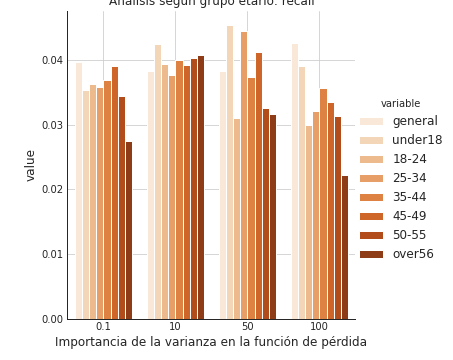 Analisis segun grupo etario: recall
value
0.04
0.03
0.02
0.01
0.00
0.1 10 50 100
Importancia de la varianza en la función de pérdida
variable
general
under18
18-24
25-34
35-44
45-49
50-55
over56